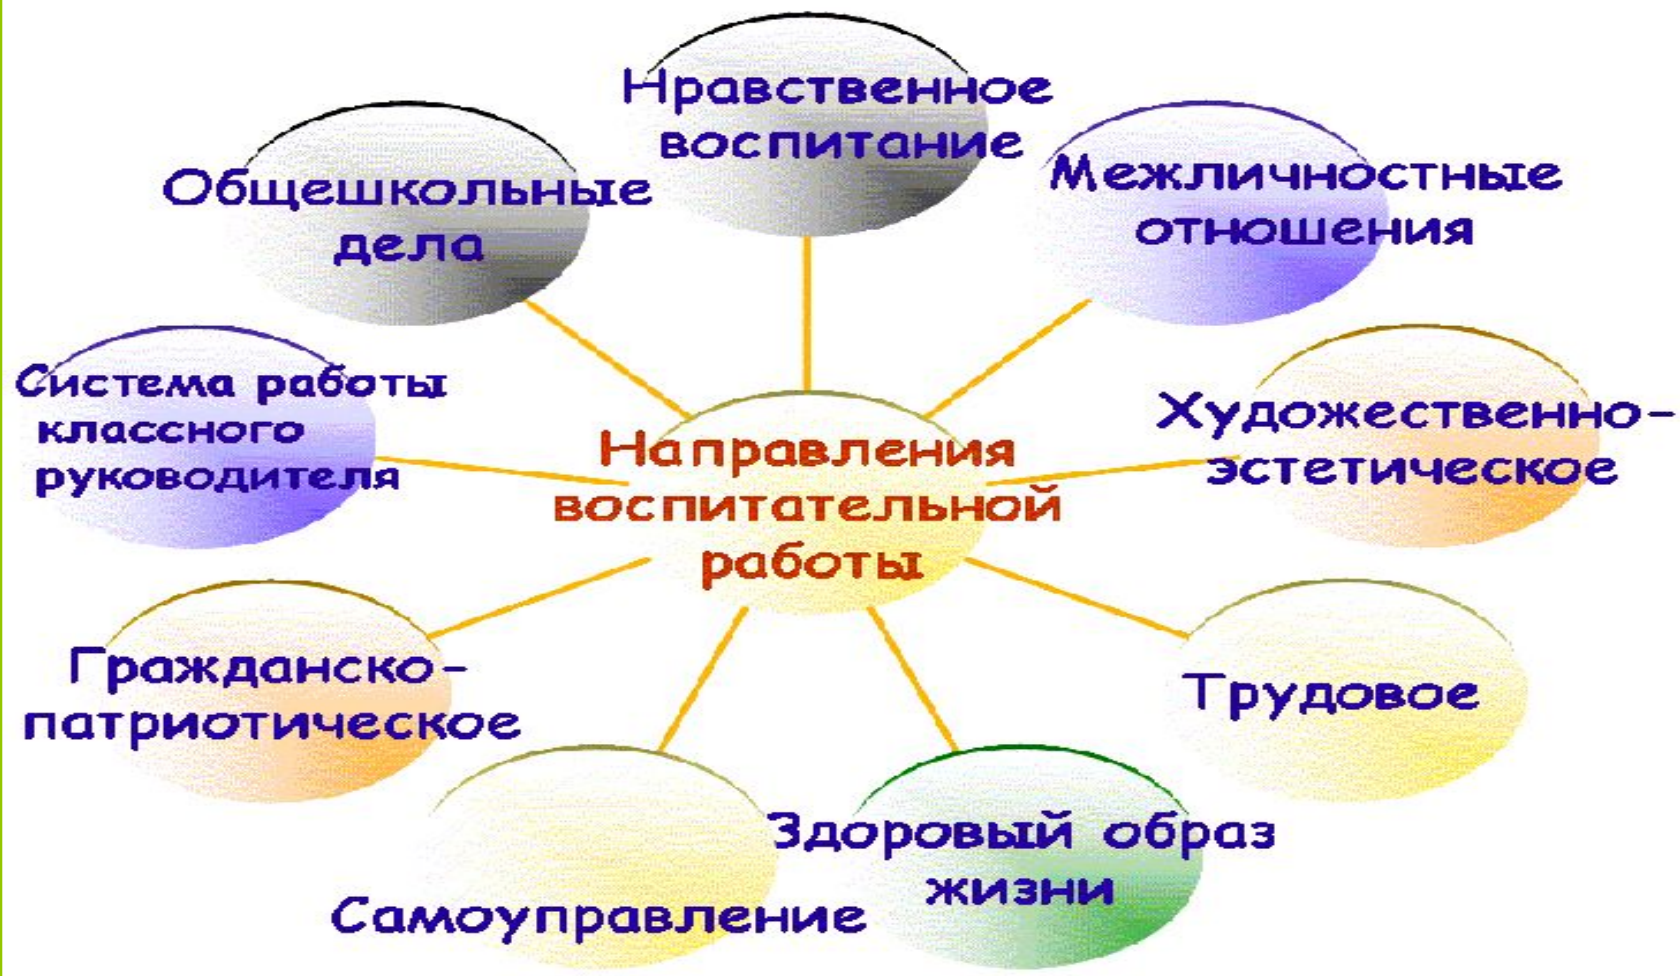 Нравственное
воспитание
Общешкольные
дела
Межличностные
отношения
Система работы
классного
руководителя
Художественно-
эстетическое
Направления
воспитательной
работы
Гражданско-
патриотическое
Трудовое
Самоуправление
Здоровый образ
жизни